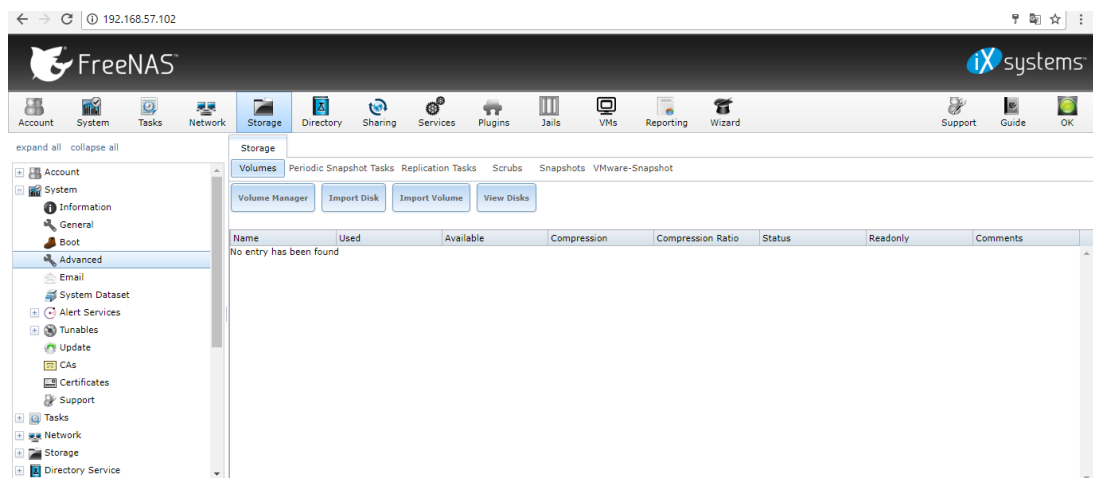 192.168.57.102
FreeNAS™
iXsystems™
Account System Tasks Network Storage Directory Sharing Services Plugins Jails VMs Reporting Wizard Support Guide OK
expand all collapse all
Storage
Account
Volumes Periodic Snapshot Tasks Replication Tasks Scrubs Snapshots VMware-Snapshot
System
Volume Manager Import Disk Import Volume View Disks
Information
General
Boot
Name Used Available Compression Compression Ratio Status Readonly Comments
No entry has been found
Advanced
Email
System Dataset
Alert Services
Tunables
Update
CAs
Certificates
Support
Tasks
Network
Storage
Directory Service